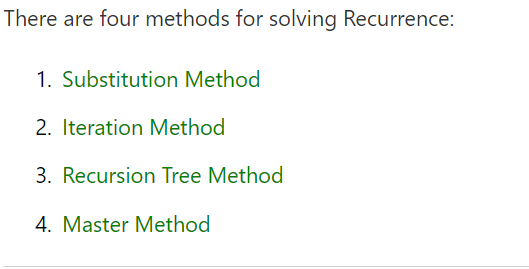 There are four methods for solving Recurrence:
1. Substitution Method
2. Iteration Method
3. Recursion Tree Method
4. Master Method